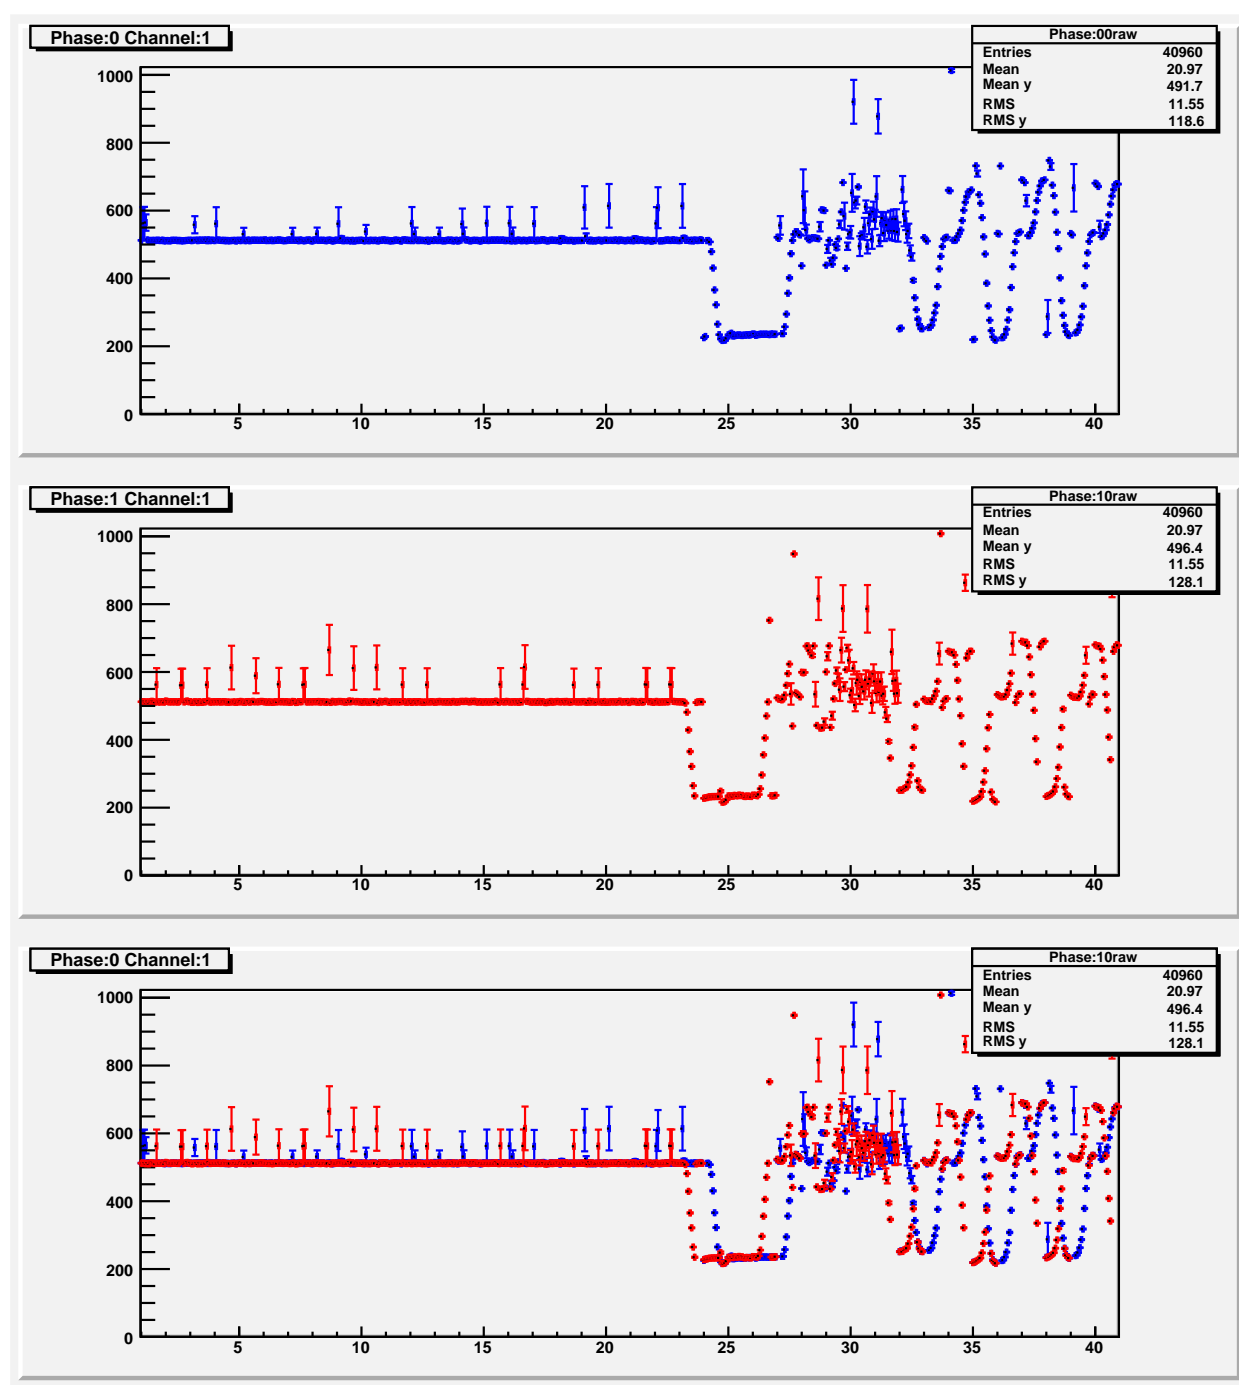 Phase:0 Channel:1
Phase:00raw
Entries 40960
Mean 20.97
Mean y 491.7
RMS 11.55
RMS y 118.6
1000
800
600
400
200
0
5 10 15 20 25 30 35 40
Phase:1 Channel:1
Phase:10raw
Entries 40960
Mean 20.97
Mean y 496.4
RMS 11.55
RMS y 128.1
1000
800
600
400
200
0
5 10 15 20 25 30 35 40
Phase:0 Channel:1
Phase:10raw
Entries 40960
Mean 20.97
Mean y 496.4
RMS 11.55
RMS y 128.1
1000
800
600
400
200
0
5 10 15 20 25 30 35 40